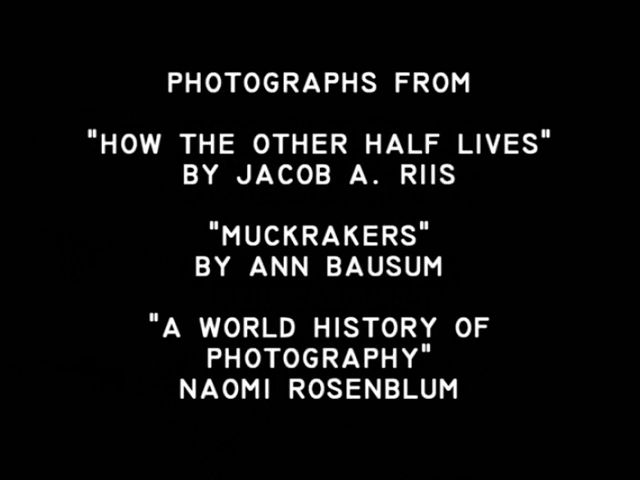 PHOTOGRAPHS FROM
"HOW THE OTHER HALF LIVES"
BY JACOB A. RIIS
"MUCKRAKERS"
BY ANN BAUSUM
"A WORLD HISTORY OF
PHOTOGRAPHY"
NAOMI ROSENBLUM